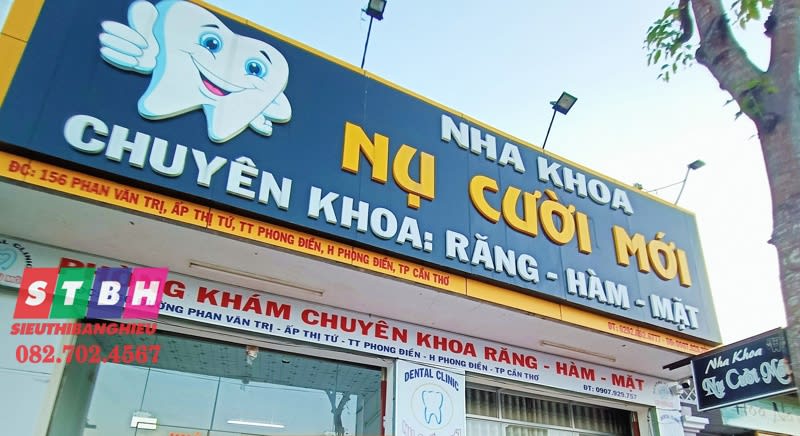 NHA KHOA
NỤ CƯỜI MỚI
CHUYÊN KHOA: RĂNG - HÀM - MẶT
ĐC: 156 PHAN VĂN TRỊ, ẤP THỊ TỨ, TT PHONG ĐIỀN, H PHONG ĐIỀN, TP CẦN THƠ
KHÁM CHUYÊN KHOA RĂNG - HÀM - MẶT
PHAN VĂN TRỊ - ẤP THỊ TỨ - TT PHONG ĐIỀN - H PHONG ĐIỀN - TP CẦN THƠ
ĐT: 0907.929.757
DENTAL CLINIC
Nha Khoa
Nụ Cười
STBH
SIEUTHIBANGHIEU
082.702.4567